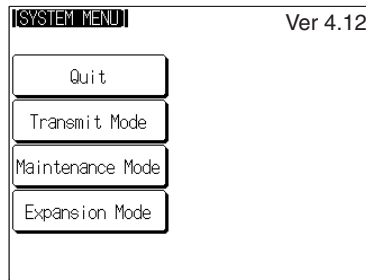 [SYSTEM MENU]
Ver 4.12
Quit
Transmit Mode
Maintenance Mode
Expansion Mode